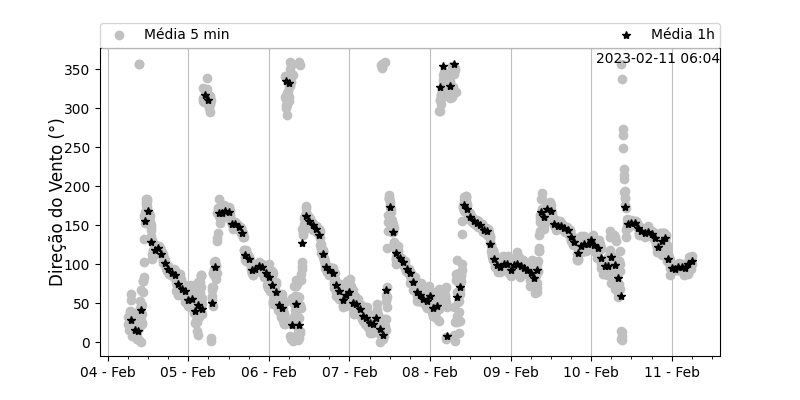 Média 5 min
Média 1h
2023-02-11 06:04
Direção do Vento (°)
350
300
250
200
150
100
50
0
04 - Feb
05 - Feb
06 - Feb
07 - Feb
08 - Feb
09 - Feb
10 - Feb
11 - Feb